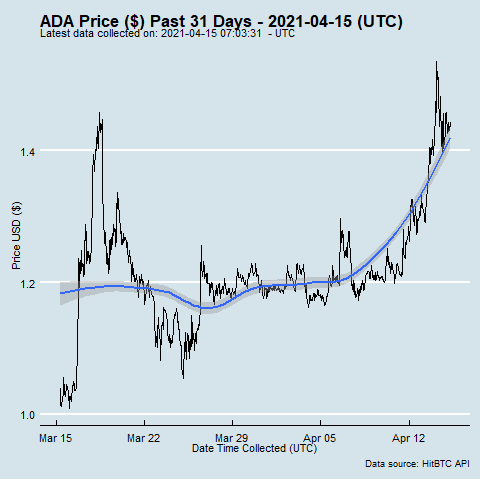 ADA Price ($) Past 31 Days - 2021-04-15 (UTC)
Latest data collected on: 2021-04-15 07:03:31 - UTC
Price USD ($)
1.4
1.2
1.0
Mar 15 Mar 22 Mar 29 Apr 05 Apr 12
Date Time Collected (UTC)
Data source: HitBTC API